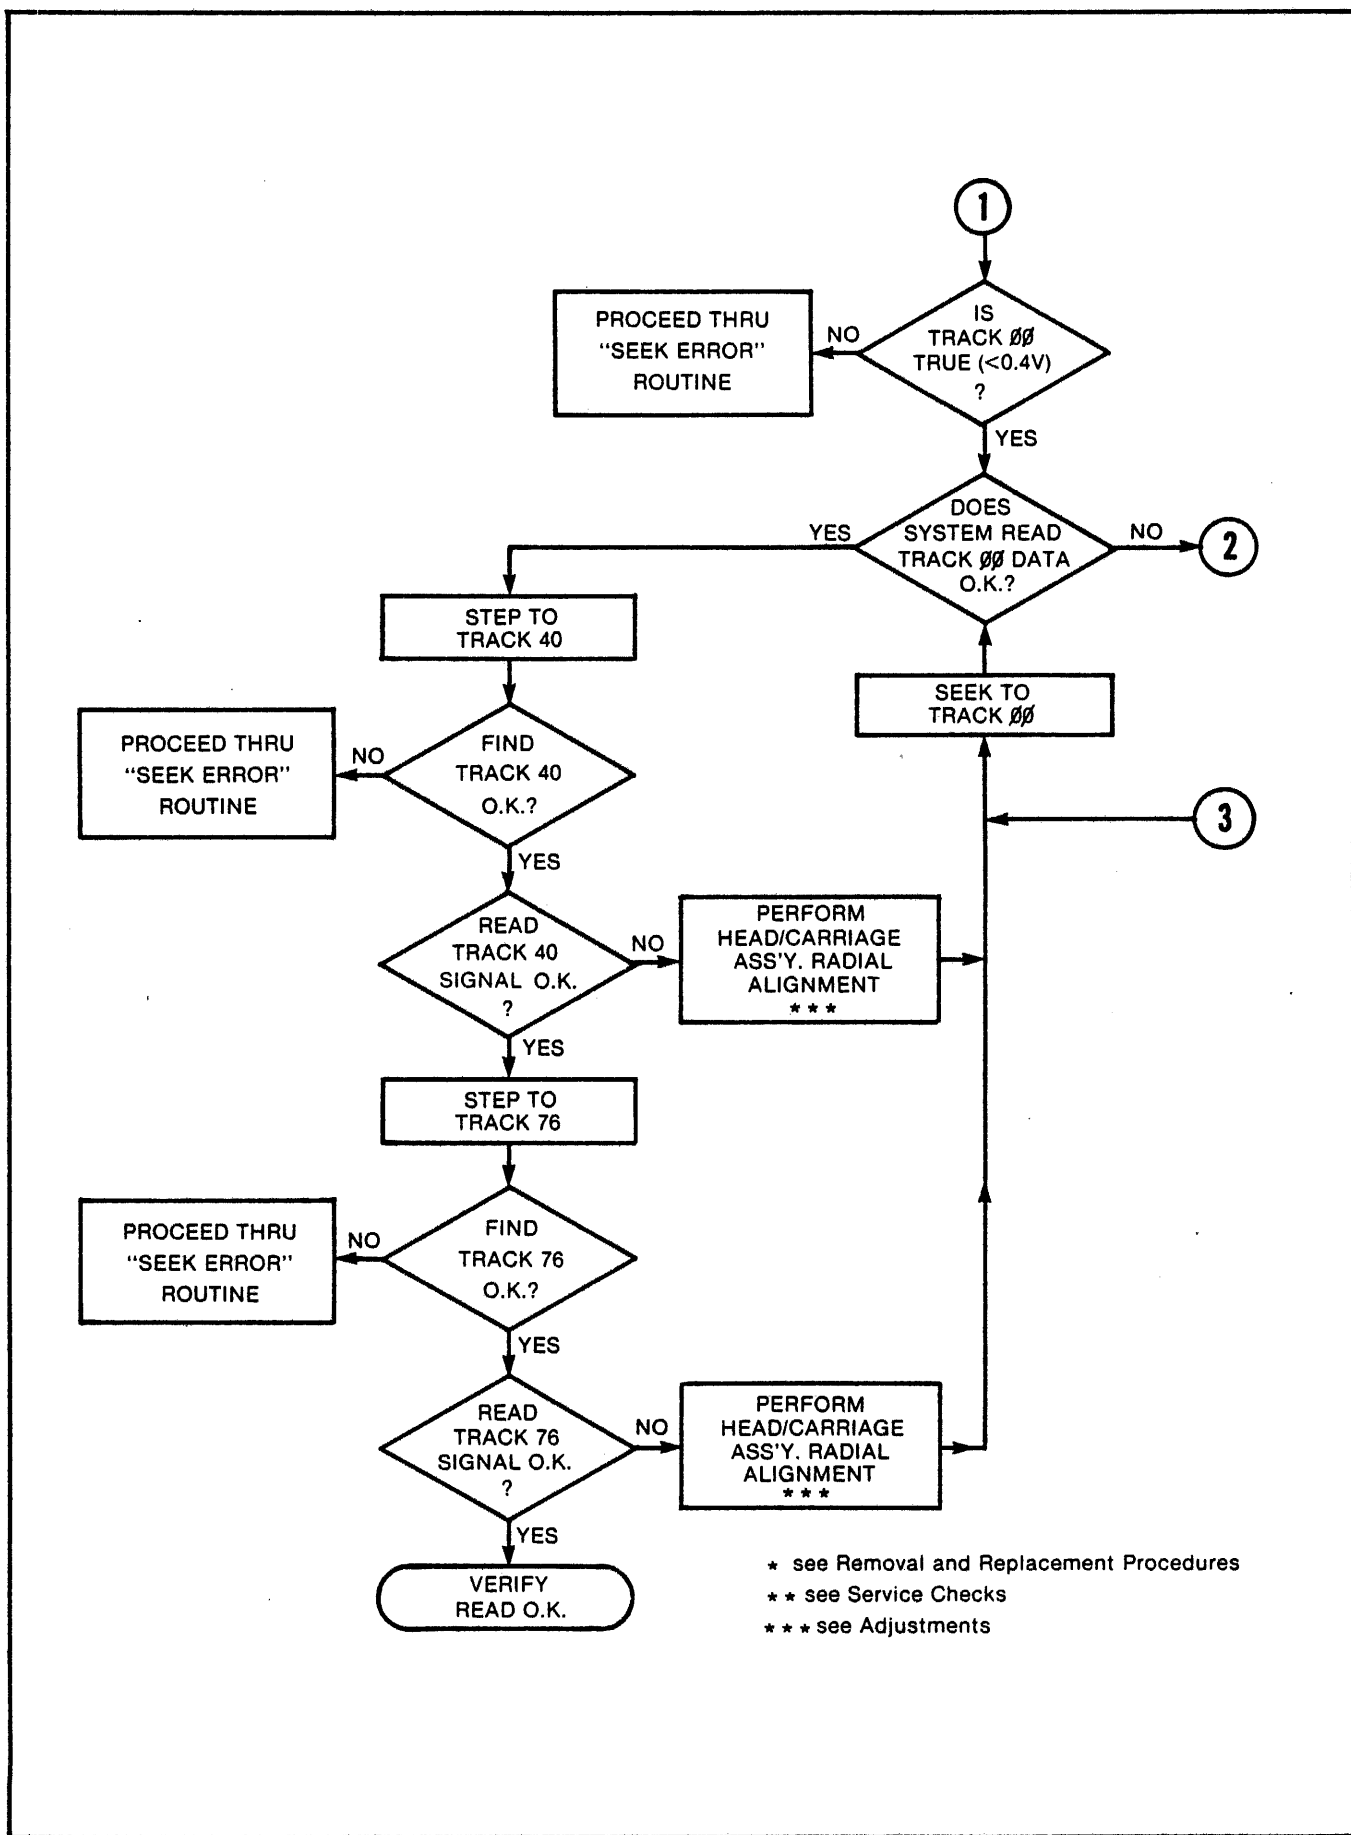 1
IS
TRACK ØØ
TRUE (<0.4V)
?
NO
PROCEED THRU
“SEEK ERROR”
ROUTINE
YES
DOES
SYSTEM READ
TRACK ØØ DATA
O.K.?
YES
NO
2
STEP TO
TRACK 40
SEEK TO
TRACK ØØ
FIND
TRACK 40
O.K.?
NO
PROCEED THRU
“SEEK ERROR”
ROUTINE
3
YES
READ
TRACK 40
SIGNAL O.K.
?
NO
PERFORM
HEAD/CARRIAGE
ASS'Y. RADIAL
ALIGNMENT
***
YES
STEP TO
TRACK 76
FIND
TRACK 76
O.K.?
NO
PROCEED THRU
“SEEK ERROR”
ROUTINE
YES
READ
TRACK 76
SIGNAL O.K.
?
NO
PERFORM
HEAD/CARRIAGE
ASS'Y. RADIAL
ALIGNMENT
***
YES
VERIFY
READ O.K.
* see Removal and Replacement Procedures
** see Service Checks
*** see Adjustments